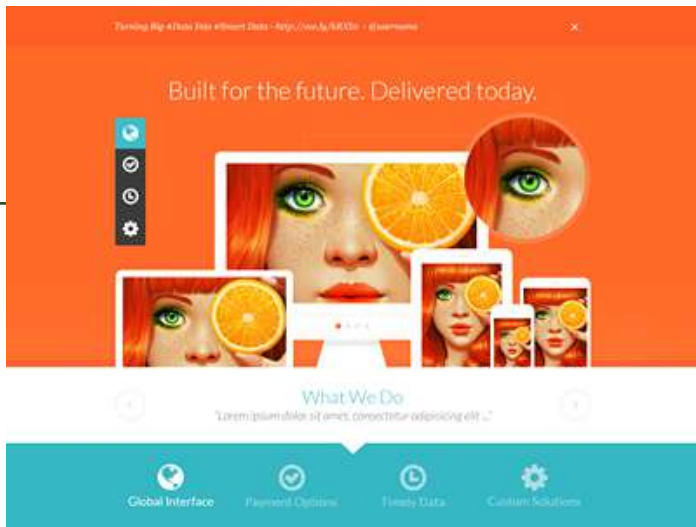 Turning Big #Data Into #Smart Data - @username
Built for the future. Delivered today.
What We Do
"Lorem ipsum dolor sit amet, consectetur adipisicing elit ..."
Global Interface
Payment Options
Timely Data
Custom Solutions